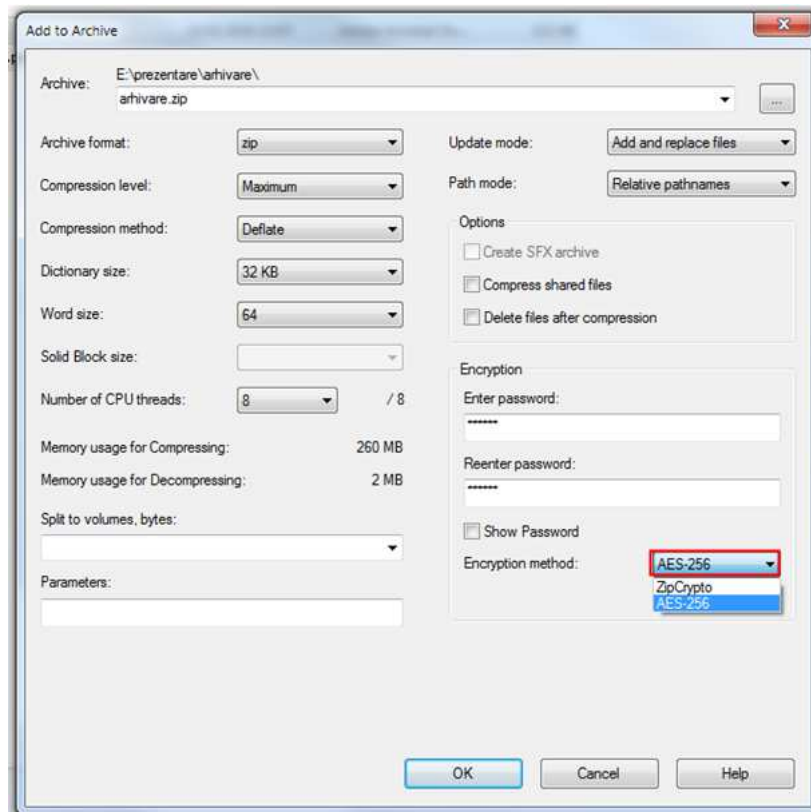 Add to Archive
Archive:
E:\prezentare\arhivare\
arhivare.zip
...
Archive format:
zip
Compression level:
Maximum
Compression method:
Deflate
Dictionary size:
32 KB
Word size:
64
Solid Block size:
Number of CPU threads:
8
/ 8
Memory usage for Compressing:
260 MB
Memory usage for Decompressing:
2 MB
Split to volumes, bytes:
Parameters:
Update mode:
Add and replace files
Path mode:
Relative pathnames
Options
Create SFX archive
Compress shared files
Delete files after compression
Encryption
Enter password:
******
Reenter password:
******
Show Password
Encryption method:
AES-256
ZipCrypto
AES-256
OK
Cancel
Help